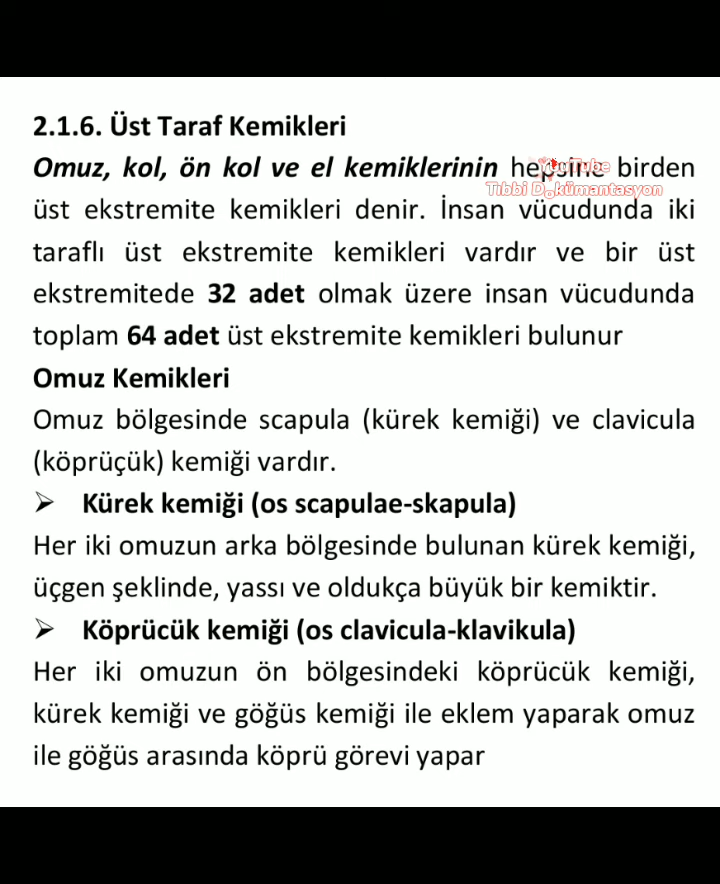 2.1.6. Üst Taraf Kemikleri
Omuz, kol, ön kol ve el kemiklerinin hepsine birden
YouTube
Tıbbi Dokümantasyon
üst ekstremite kemikleri denir. İnsan vücudunda iki
taraflı üst ekstremite kemikleri vardır ve bir üst
ekstremitede 32 adet olmak üzere insan vücudunda
toplam 64 adet üst ekstremite kemikleri bulunur
Omuz Kemikleri
Omuz bölgesinde scapula (kürek kemiği) ve clavicula
(köprüçük) kemiği vardır.
➢ Kürek kemiği (os scapulae-skapula)
Her iki omuzun arka bölgesinde bulunan kürek kemiği,
üçgen şeklinde, yassı ve oldukça büyük bir kemiktir.
➢ Köprücük kemiği (os clavicula-klavikula)
Her iki omuzun ön bölgesindeki köprücük kemiği,
kürek kemiği ve göğüs kemiği ile eklem yaparak omuz
ile göğüs arasında köprü görevi yapar